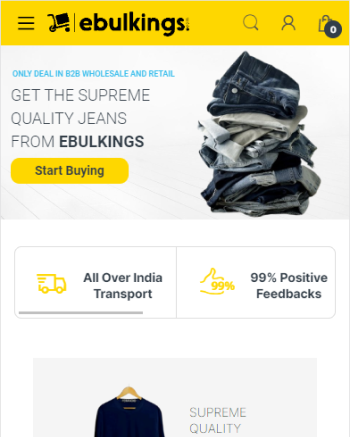 ebulkings
0
ONLY DEAL IN B2B WHOLESALE AND RETAIL
GET THE SUPREME
QUALITY JEANS
FROM EBULKINGS
Start Buying
All Over India
Transport
99%
99% Positive
Feedbacks
SUPREME
QUALITY